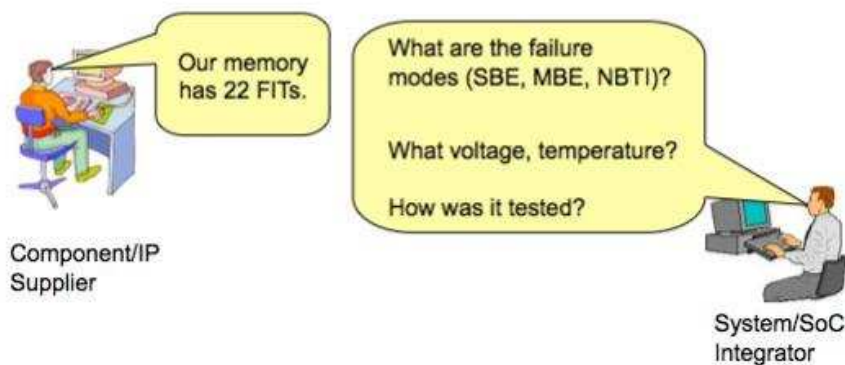 Our memory
has 22 FITs.
What are the failure
modes (SBE, MBE, NBTI)?
What voltage, temperature?
How was it tested?
Component/IP
Supplier
System/SoC
Integrator